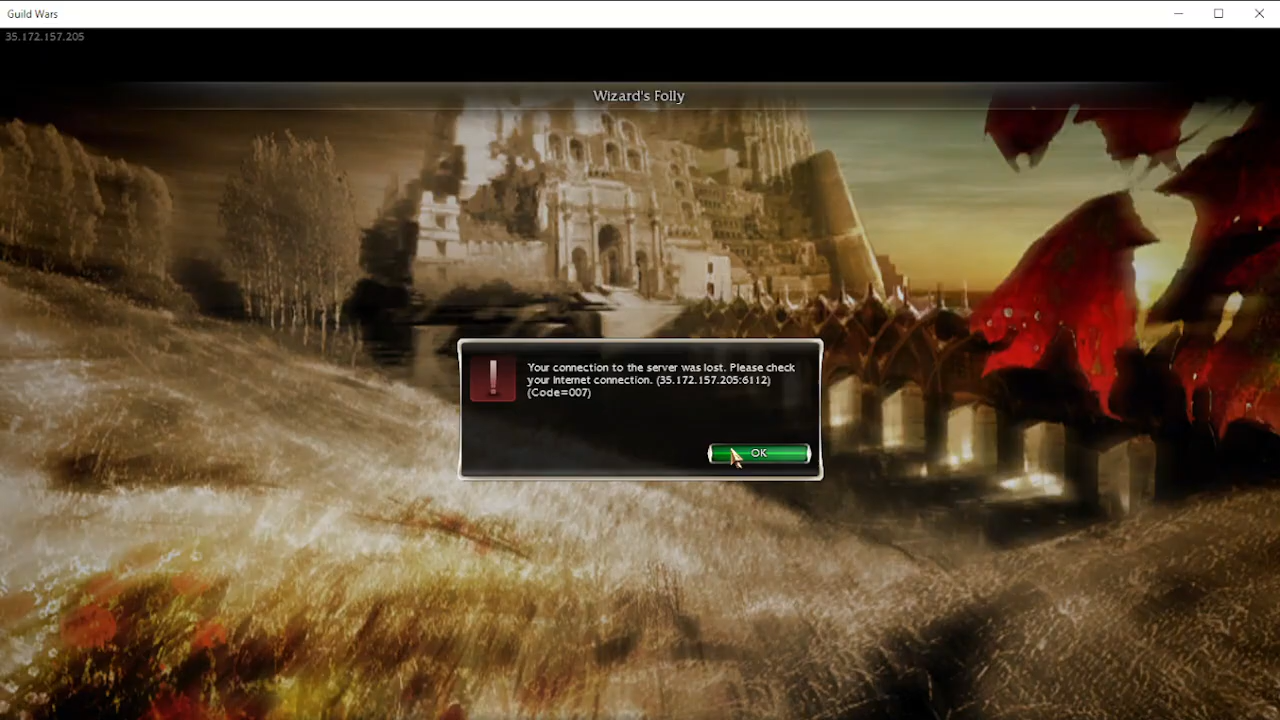 Guild Wars
35.172.157.205
Wizard's Folly
Your connection to the server was lost. Please check
your Internet connection. (35.172.157.205:6112)
(Code=007)
OK